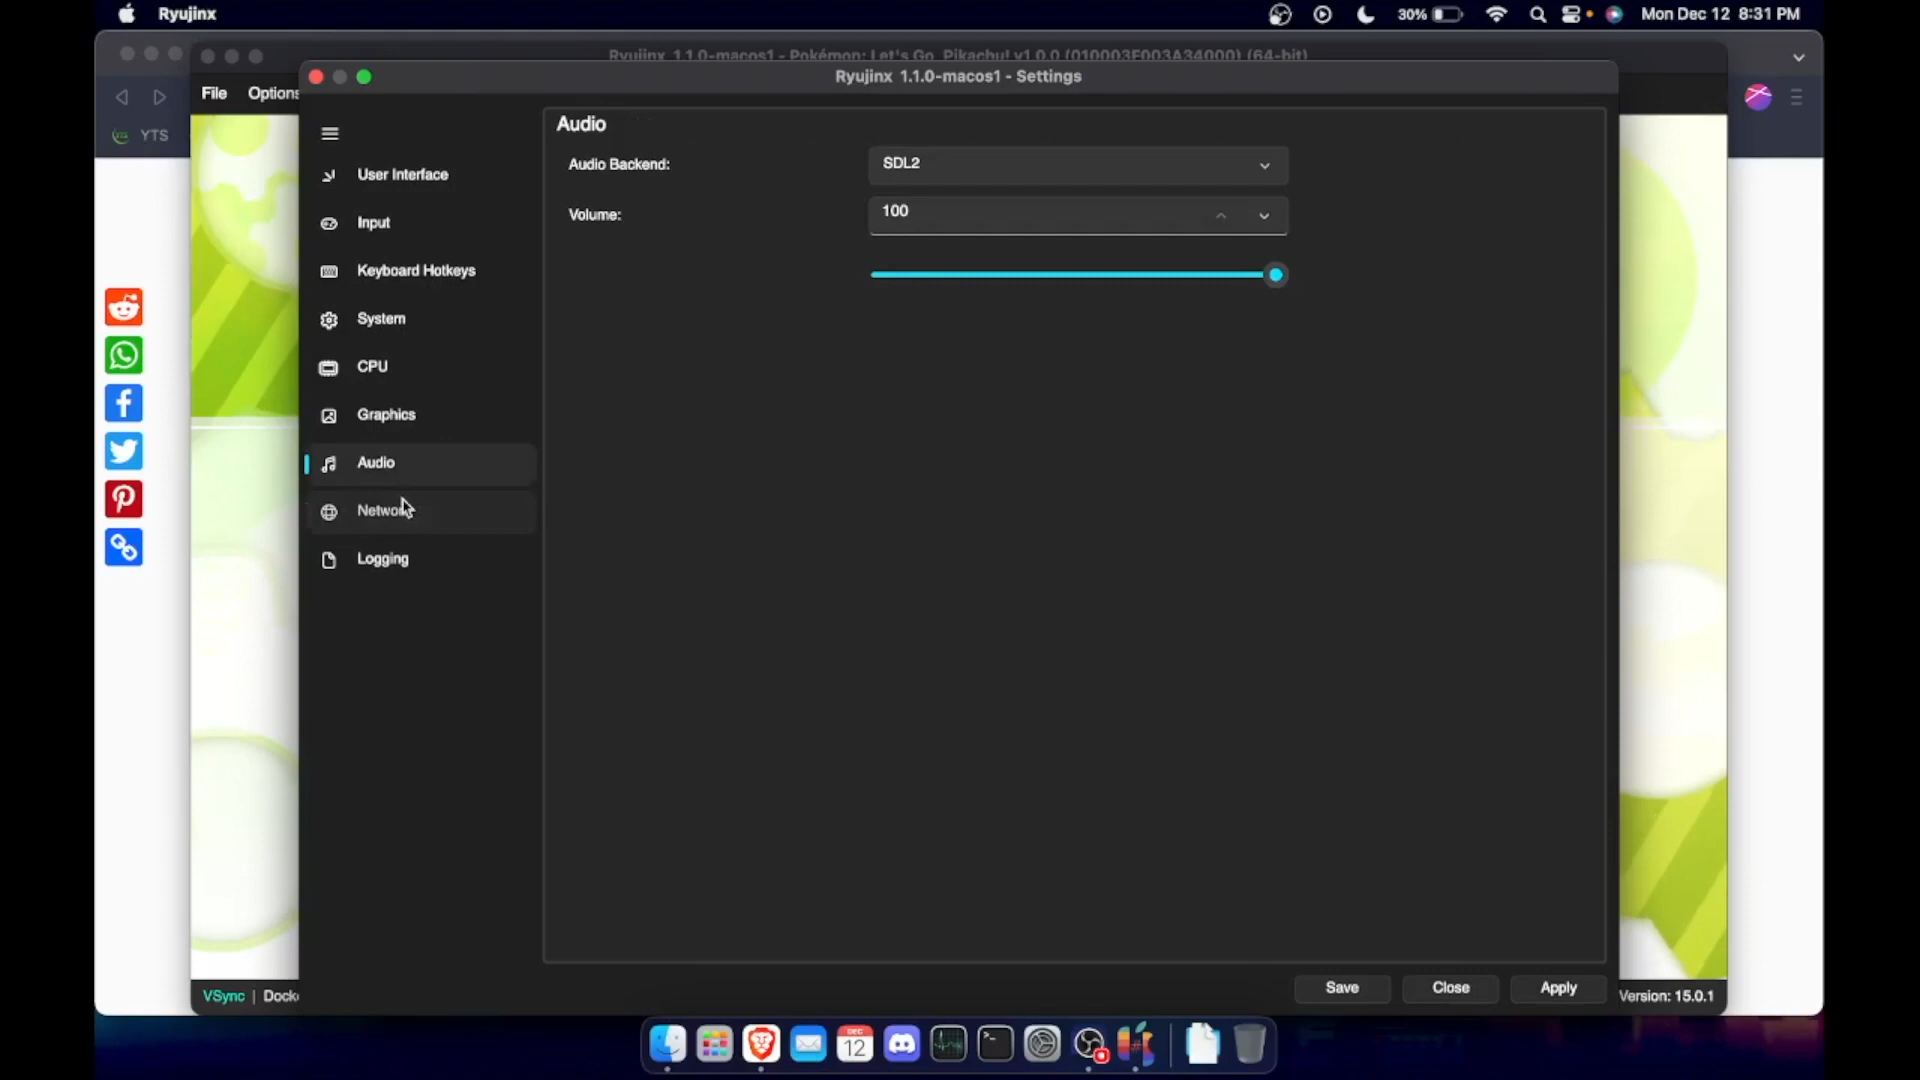 Ryujinx
30%
Mon Dec 12 8:31 PM
Ryujinx 1.1.0-macos1 - Pokémon: Let's Go, Pikachu! v1.0.0 (010003F003A34000) (64-bit)
Ryujinx 1.1.0-macos1 - Settings
File
Options
YTS
User Interface
Input
Keyboard Hotkeys
System
CPU
Graphics
Audio
Network
Logging
Audio
Audio Backend:
SDL2
Volume:
100
Save
Close
Apply
VSync | Docke
Version: 15.0.1
DEC
12